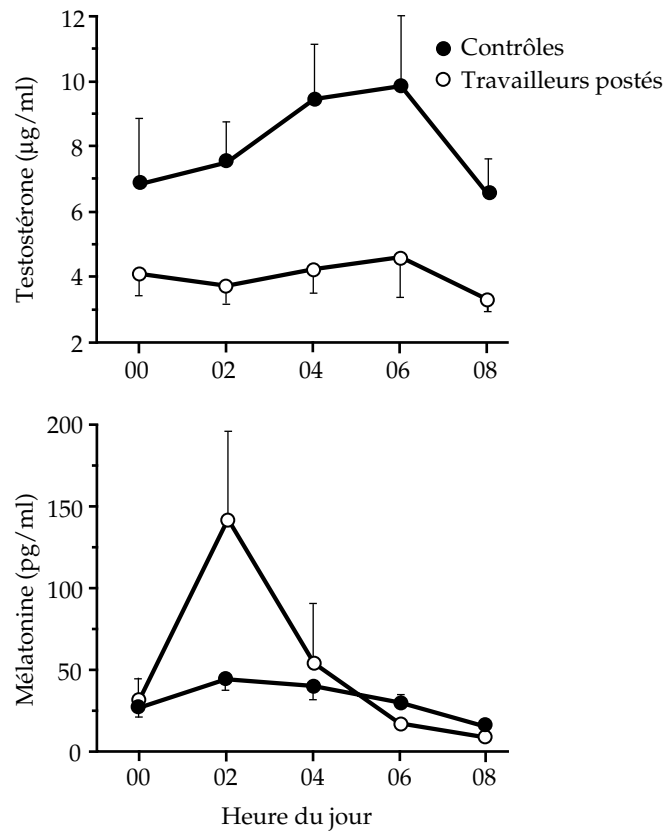 12
10
8
6
4
2
Testostérone (µg/ml)
Contrôles
Travailleurs postés
00 02 04 06 08
200
150
100
50
0
Mélatonine (pg/ml)
00 02 04 06 08
Heure du jour